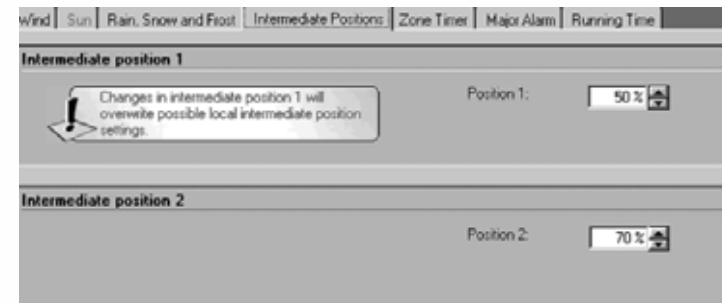 Wind Sun Rain, Snow and Frost Intermediate Positions Zone Timer Major Alarm Running Time
Intermediate position 1
Changes in intermediate position 1 will
overwrite possible local intermediate position
settings.
Position 1: 50 %
Intermediate position 2
Position 2: 70 %